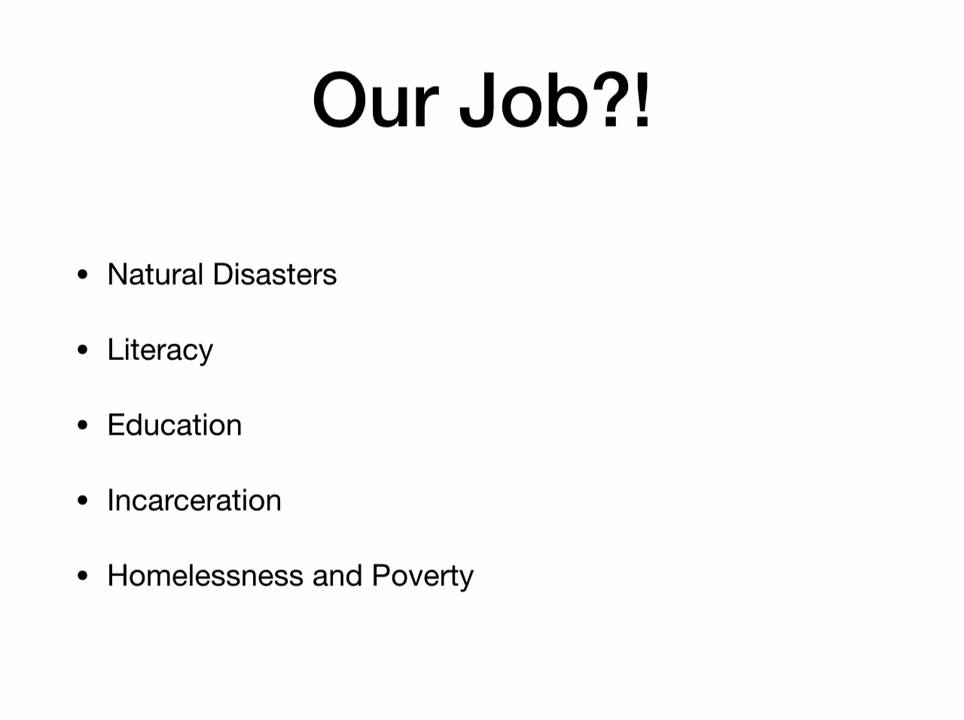 Our Job?!
• Natural Disasters
• Literacy
• Education
• Incarceration
• Homelessness and Poverty